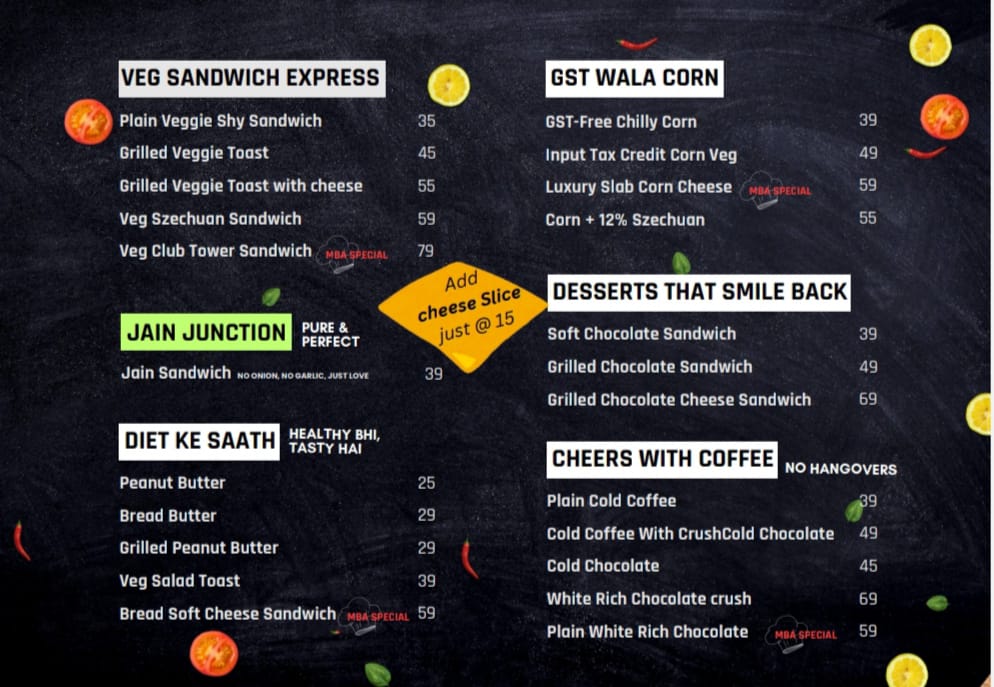 VEG SANDWICH EXPRESS
Plain Veggie Shy Sandwich 35
Grilled Veggie Toast 45
Grilled Veggie Toast with cheese 55
Veg Szechuan Sandwich 59
Veg Club Tower Sandwich MBA SPECIAL 79
JAIN JUNCTION PURE &
PERFECT
Jain Sandwich NO ONION, NO GARLIC, JUST LOVE 39
DIET KE SAATH HEALTHY BHI,
TASTY HAI
Peanut Butter 25
Bread Butter 29
Grilled Peanut Butter 29
Veg Salad Toast 39
Bread Soft Cheese Sandwich MBA SPECIAL 59
Add
cheese Slice
just @ 15
GST WALA CORN
GST-Free Chilly Corn 39
Input Tax Credit Corn Veg 49
Luxury Slab Corn Cheese MBA SPECIAL 59
Corn + 12% Szechuan 55
DESSERTS THAT SMILE BACK
Soft Chocolate Sandwich 39
Grilled Chocolate Sandwich 49
Grilled Chocolate Cheese Sandwich 69
CHEERS WITH COFFEE NO HANGOVERS
Plain Cold Coffee 39
Cold Coffee With CrushCold Chocolate 49
Cold Chocolate 45
White Rich Chocolate crush 69
Plain White Rich Chocolate MBA SPECIAL 59